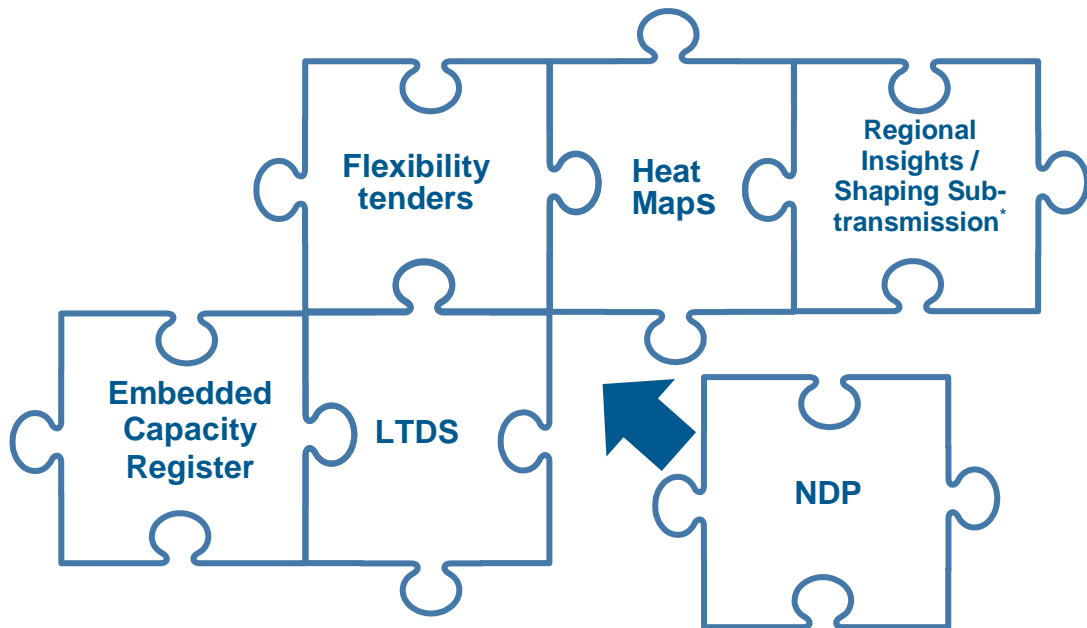 Flexibility
tenders
Heat
Maps
Regional
Insights /
Shaping Sub-
transmission*
Embedded
Capacity
Register
LTDS
NDP